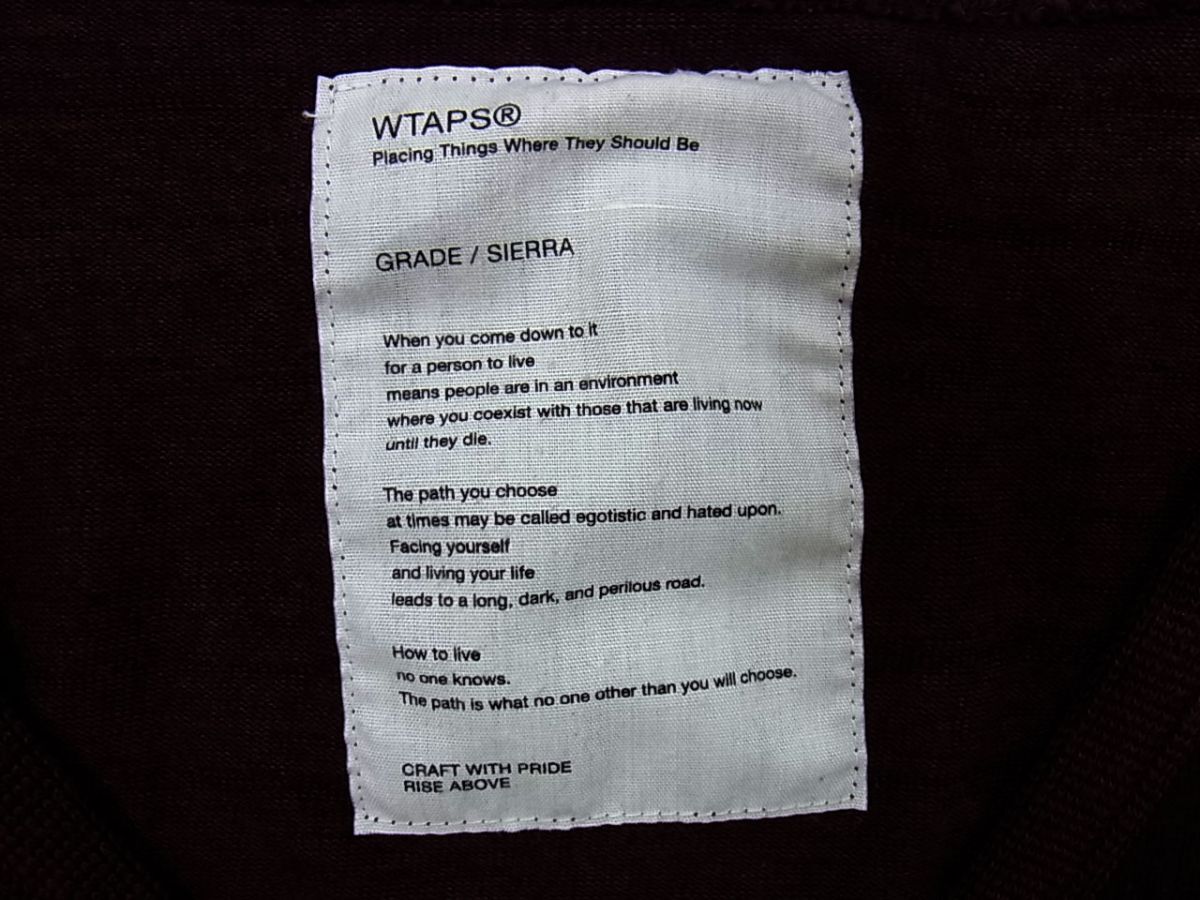 WTAPS®
Placing Things Where They Should Be
GRADE / SIERRA
When you come down to it
for a person to live
means people are in an environment
where you coexist with those that are living now
until they die.
The path you choose
at times may be called egotistic and hated upon.
Facing yourself
and living your life
leads to a long, dark, and perilous road.
How to live
no one knows.
The path is what no one other than you will choose.
CRAFT WITH PRIDE
RISE ABOVE